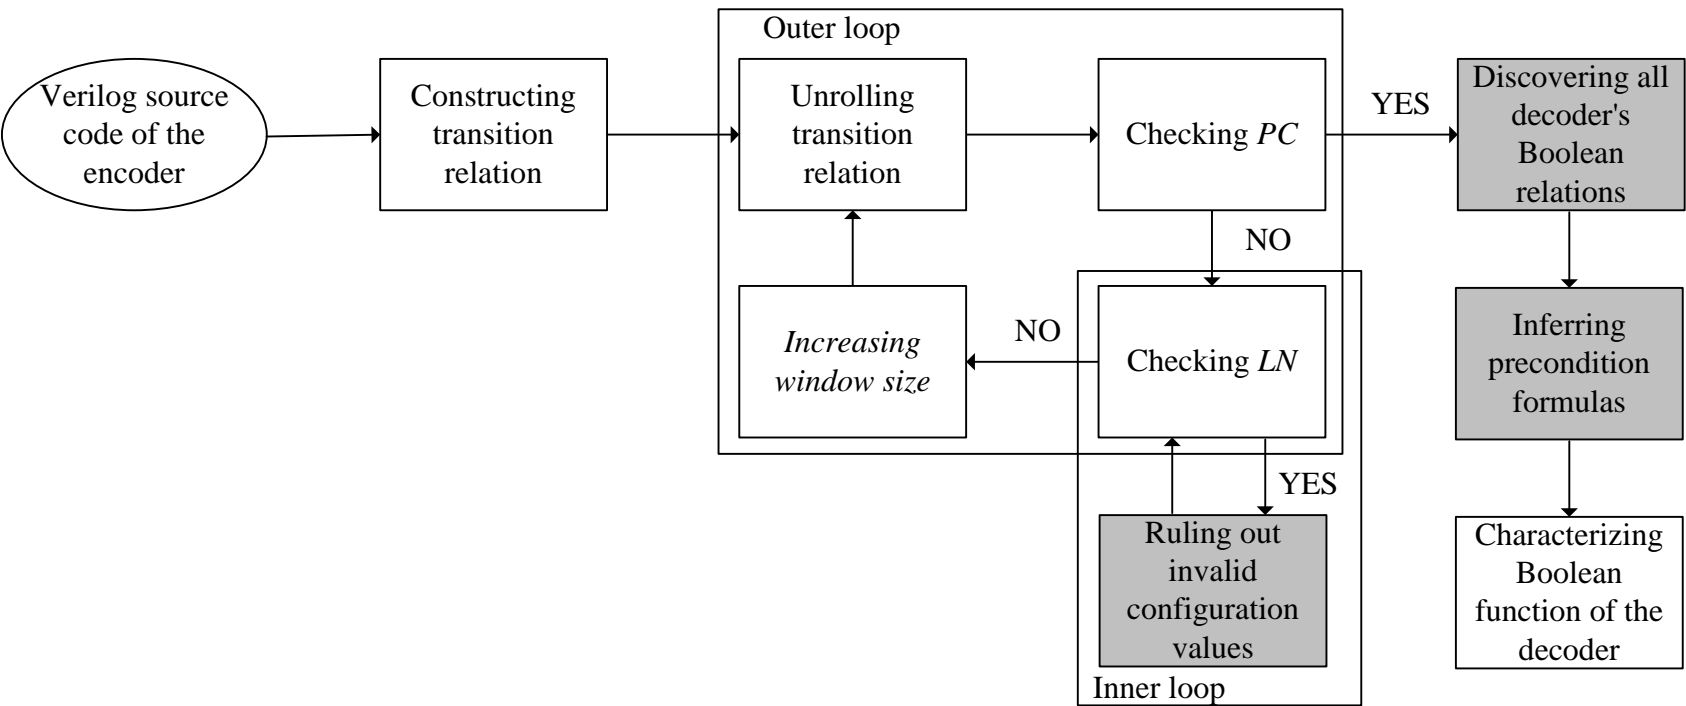 Outer loop
Verilog source
code of the
encoder
Constructing
transition
relation
Unrolling
transition
relation
Checking PC
YES
Discovering all
decoder's
Boolean
relations
NO
Increasing
window size
NO
Checking LN
Inferring
precondition
formulas
YES
Ruling out
invalid
configuration
values
Characterizing
Boolean
function of the
decoder
Inner loop